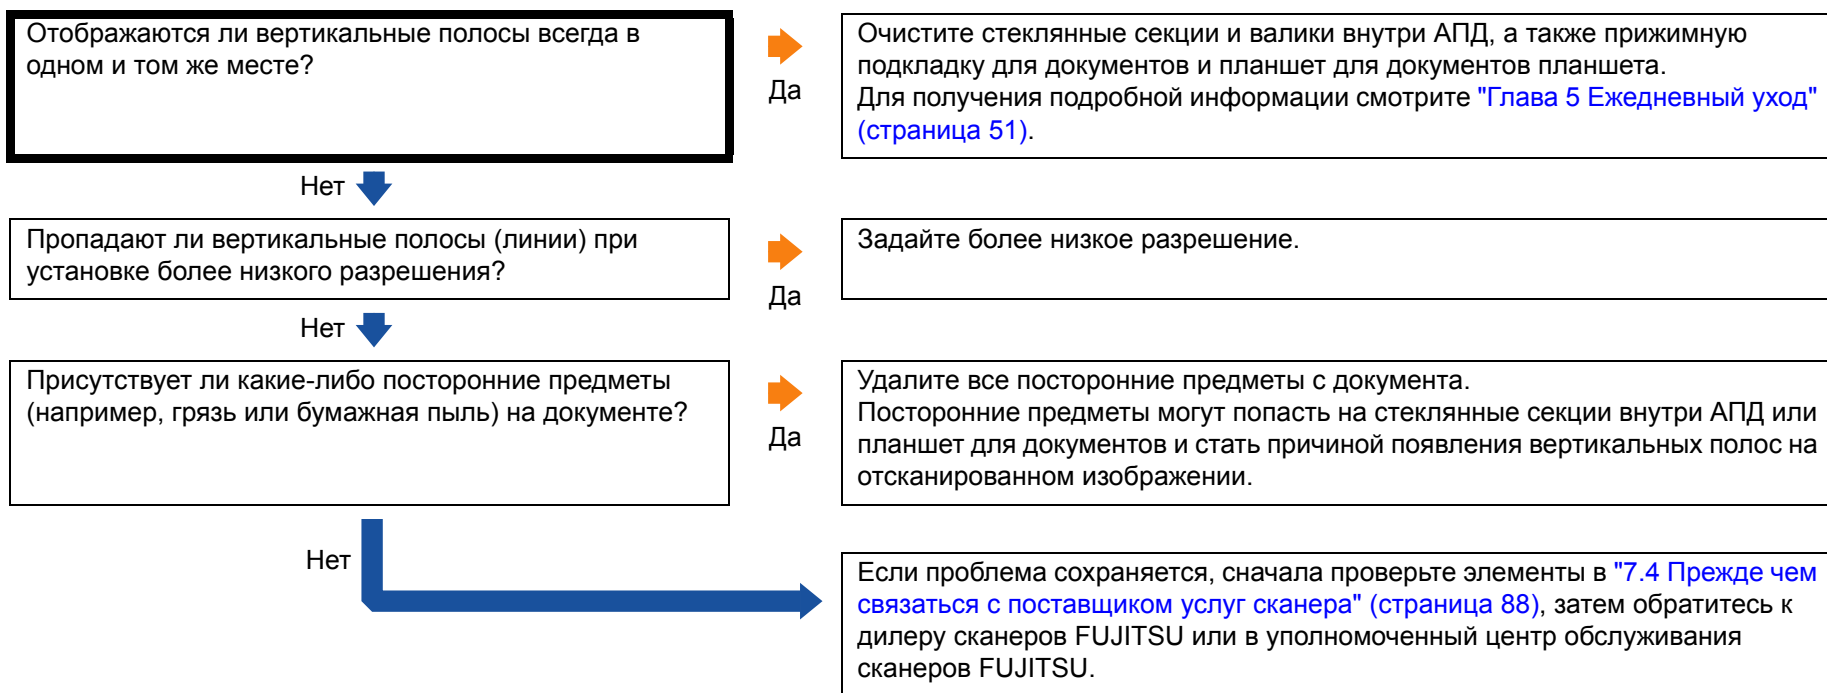 Отображаются ли вертикальные полосы всегда в
одном и том же месте?
Да
Очистите стеклянные секции и валики внутри АПД, а также прижимную
подкладку для документов и планшет для документов планшета.
Для получения подробной информации смотрите "Глава 5 Ежедневный уход"
(страница 51).
Нет
Пропадают ли вертикальные полосы (линии) при
установке более низкого разрешения?
Да
Задайте более низкое разрешение.
Нет
Присутствует ли какие-либо посторонние предметы
(например, грязь или бумажная пыль) на документе?
Да
Удалите все посторонние предметы с документа.
Посторонние предметы могут попасть на стеклянные секции внутри АПД или
планшет для документов и стать причиной появления вертикальных полос на
отсканированном изображении.
Нет
Если проблема сохраняется, сначала проверьте элементы в "7.4 Прежде чем
связаться с поставщиком услуг сканера" (страница 88), затем обратитесь к
дилеру сканеров FUJITSU или в уполномоченный центр обслуживания
сканеров FUJITSU.